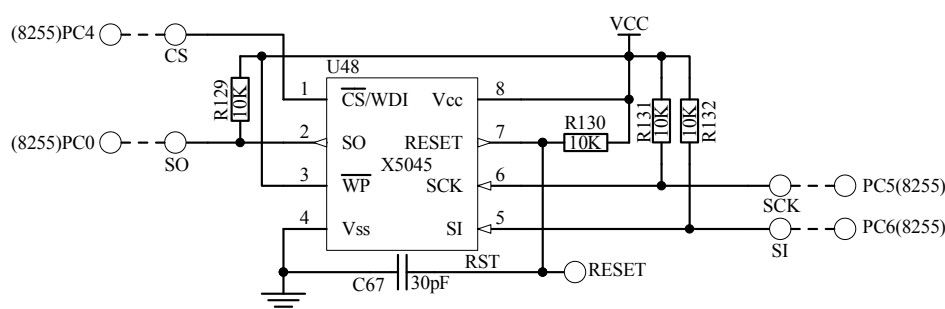 (8255)PC4
CS
VCC
U48
R129
10K
1
CS/WDI
Vcc
8
R131
10K
10K
R132
(8255)PC0
SO
2
SO
RESET
7
R130
10K
X5045
3
WP
SCK
6
SCK
PC5(8255)
4
Vss
SI
5
SI
PC6(8255)
C67
30pF
RST
RESET